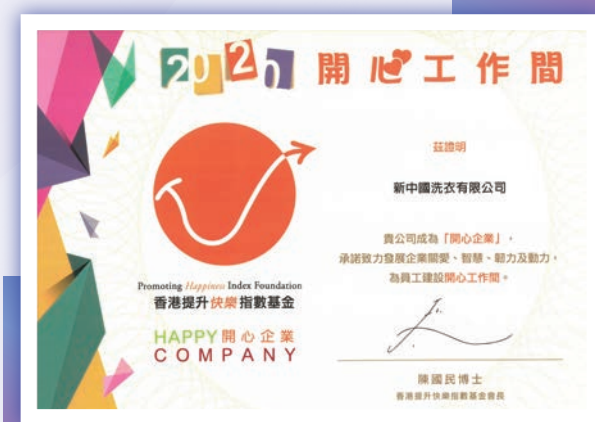 2020 開心工作間
茲證明
新中國洗衣有限公司
貴公司成為「開心企業」，
承諾致力發展企業關愛、智慧、韌力及動力，
為員工建設開心工作間。
Promoting Happiness Index Foundation
香港提升快樂指數基金
HAPPY 開心企業
COMPANY
陳國民博士
香港提升快樂指數基金會長